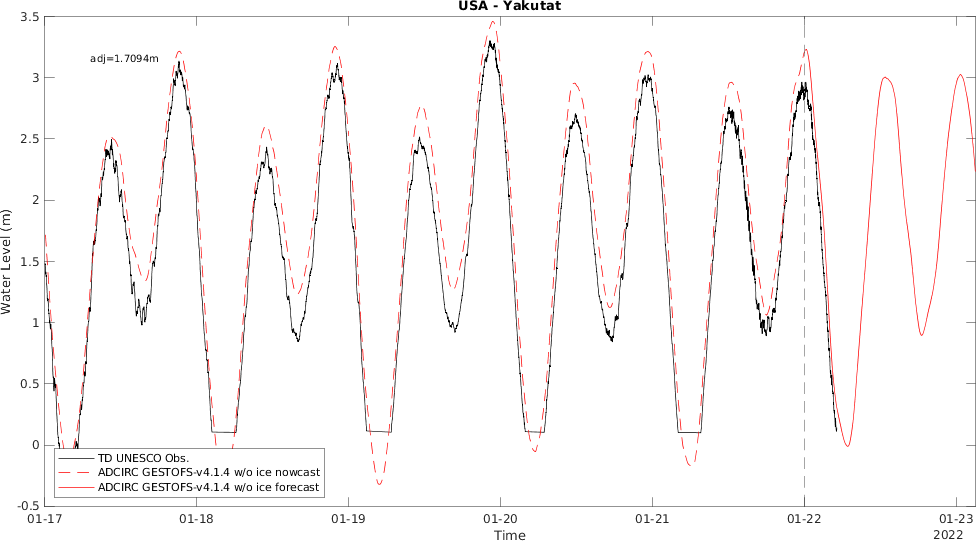 USA - Yakutat
adj=1.7094m
3.5
3
2.5
2
1.5
1
0.5
0
-0.5
Water Level (m)
TD UNESCO Obs.
ADCIRC GESTOFS-v4.1.4 w/o ice nowcast
ADCIRC GESTOFS-v4.1.4 w/o ice forecast
01-17 01-18 01-19 01-20 01-21 01-22 01-23
Time
2022